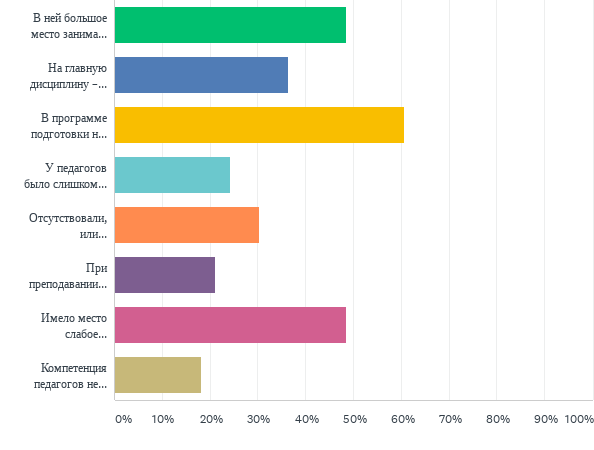 В ней большое
место занима...
На главную
дисциплину –...
В программе
подготовки н...
У педагогов
было слишком...
Отсутствовали,
или...
При
преподавании...
Имело место
слабое...
Компетенция
педагогов не...
0% 10% 20% 30% 40% 50% 60% 70% 80% 90% 100%